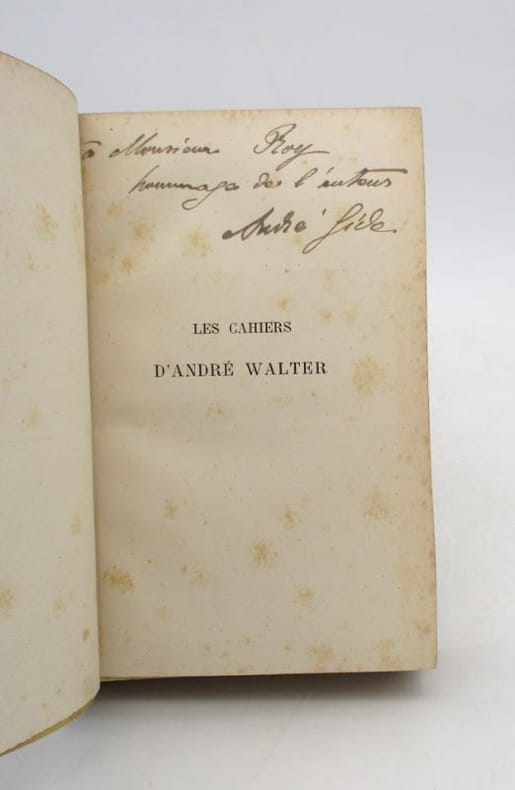 à Monsieur Roy
hommage de l'auteur
André Gide
LES CAHIERS
D'ANDRÉ WALTER